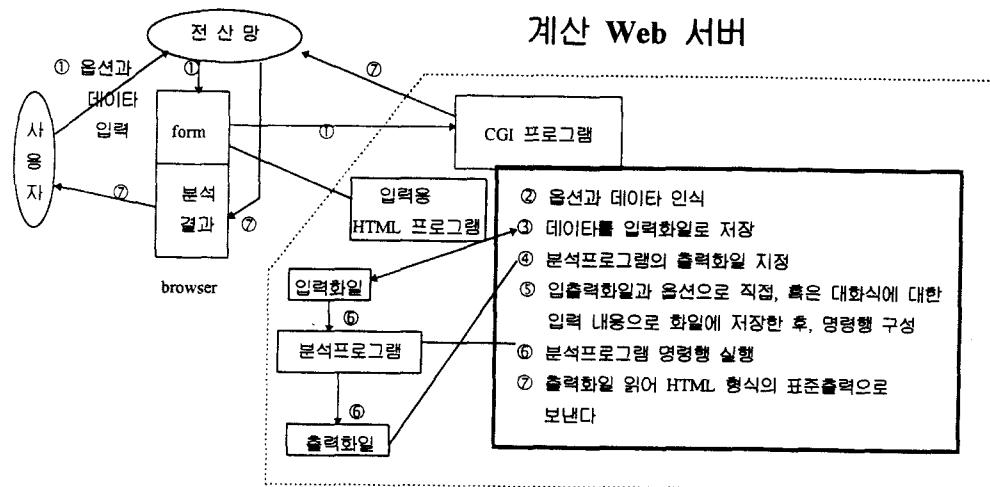 계산 Web 서버
전 산 망
① 옵션과
데이타
입력
①
⑦
사
용
자
form
①
CGI 프로그램
분석
결과
⑦
⑦
browser
입력용
HTML 프로그램
입력화일
⑥
분석프로그램
⑥
출력화일
② 옵션과 데이타 인식
③ 데이타를 입력화일로 저장
④ 분석프로그램의 출력화일 지정
⑤ 입출력화일과 옵션으로 직접, 혹은 대화식에 대한
입력 내용으로 화일에 저장한 후, 명령행 구성
⑥ 분석프로그램 명령행 실행
⑦ 출력화일 읽어 HTML 형식의 표준출력으로
보낸다